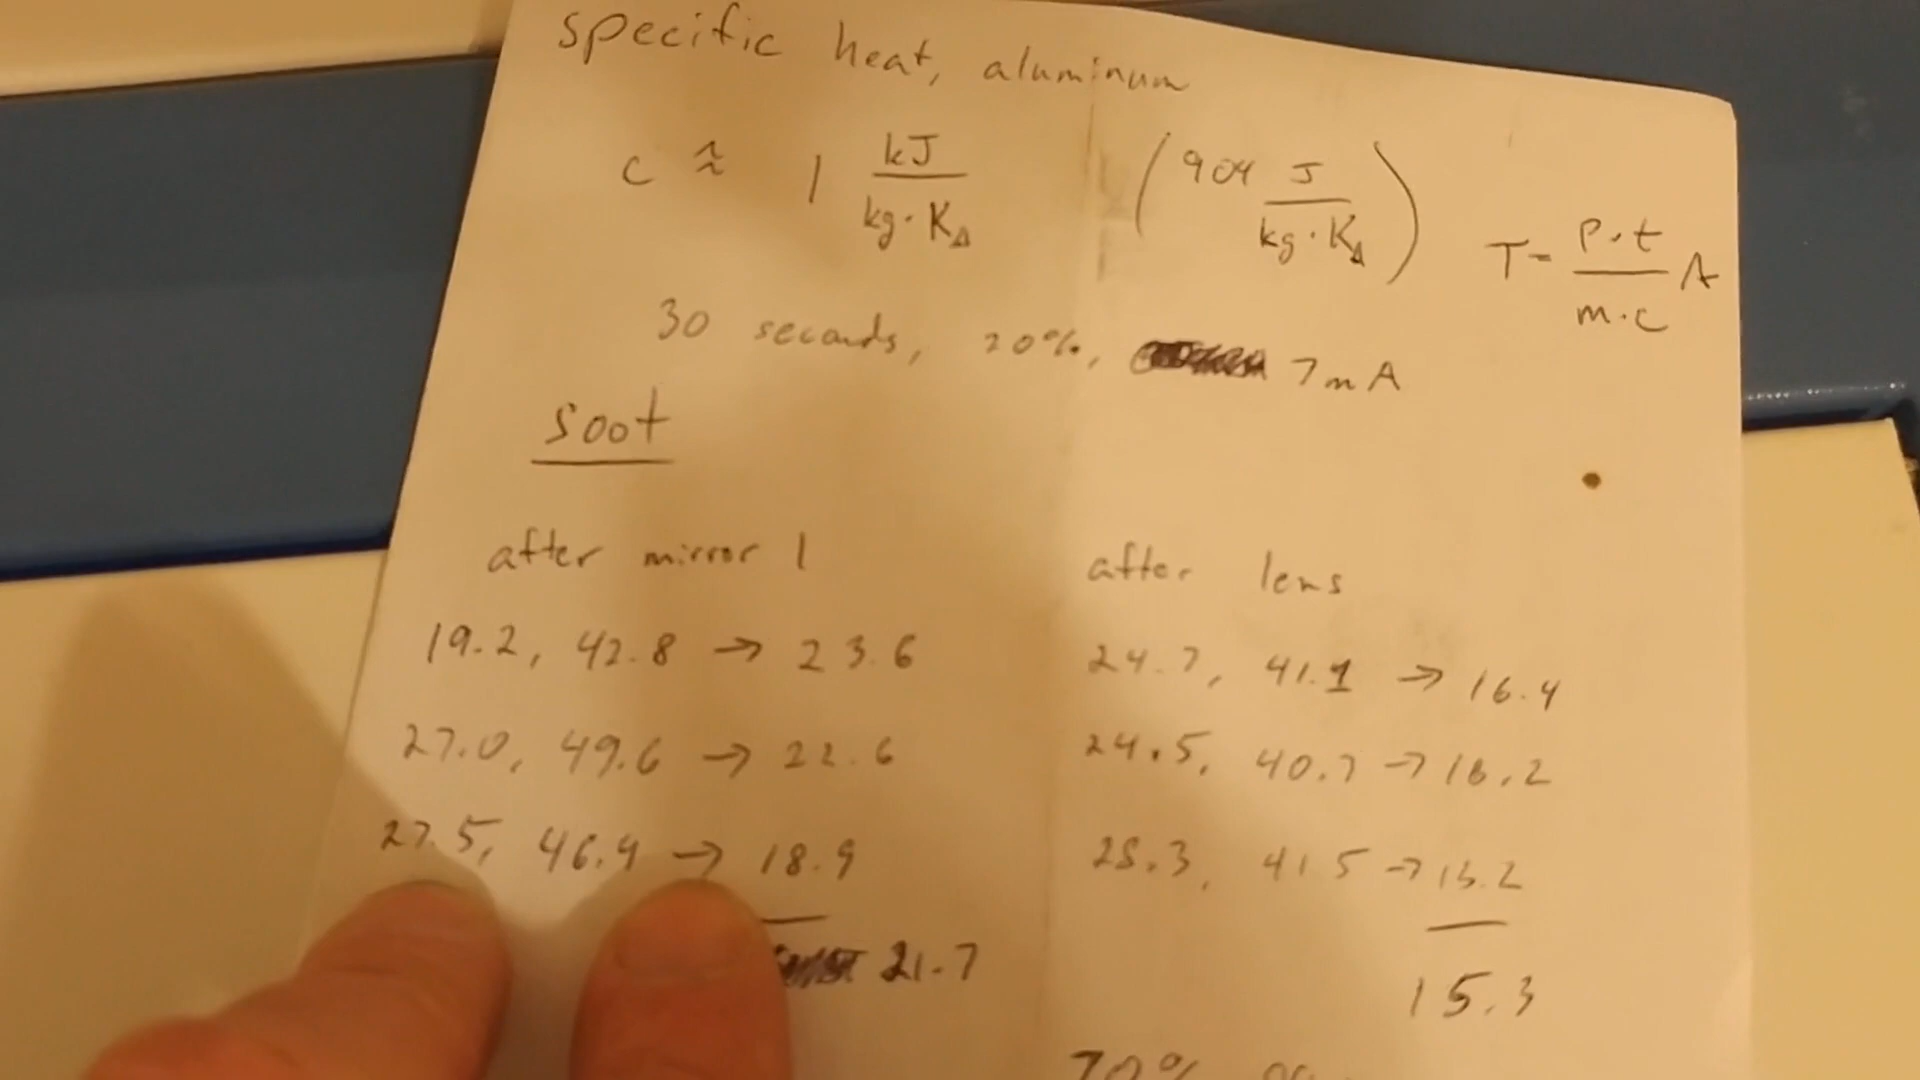 specific heat, aluminum
c ≈ 1 kJ/kg·KΔ (904 J/kg·KΔ)
T = P·t/m·c A
30 seconds, 20%, 7mA
soot
after mirror 1
19.2, 42.8 → 23.6
27.0, 49.6 → 22.6
27.5, 46.4 → 18.9
21.7
after lens
24.7, 41.1 → 16.4
24.5, 40.7 → 16.2
28.3, 41.5 → 13.2
15.3
70%